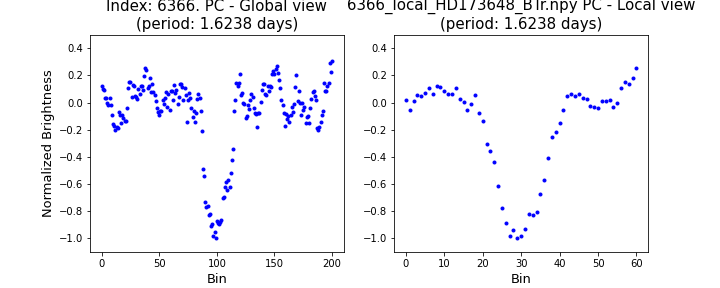 Index: 6366. PC - Global view
(period: 1.6238 days)
6366_local_HD173648_BTr.npy PC - Local view
(period: 1.6238 days)
Normalized Brightness
0.4
0.2
0.0
−0.2
−0.4
−0.6
−0.8
−1.0
0 50 100 150 200
Bin
0.4
0.2
0.0
−0.2
−0.4
−0.6
−0.8
−1.0
0 10 20 30 40 50 60
Bin